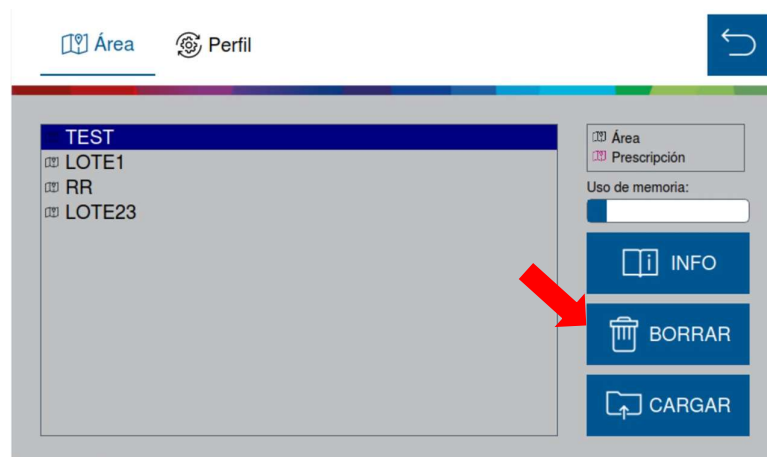 Área
Perfil
TEST
LOTE1
RR
LOTE23
Área
Prescripción
Uso de memoria:
INFO
BORRAR
CARGAR